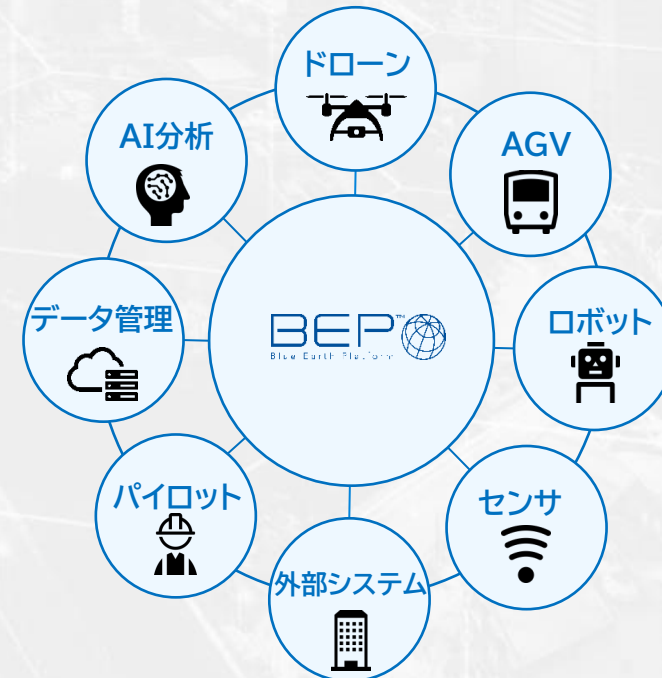 ドローン
AI分析
AGV
データ管理
BEP™
Blue Earth Platform
ロボット
パイロット
センサ
外部システム